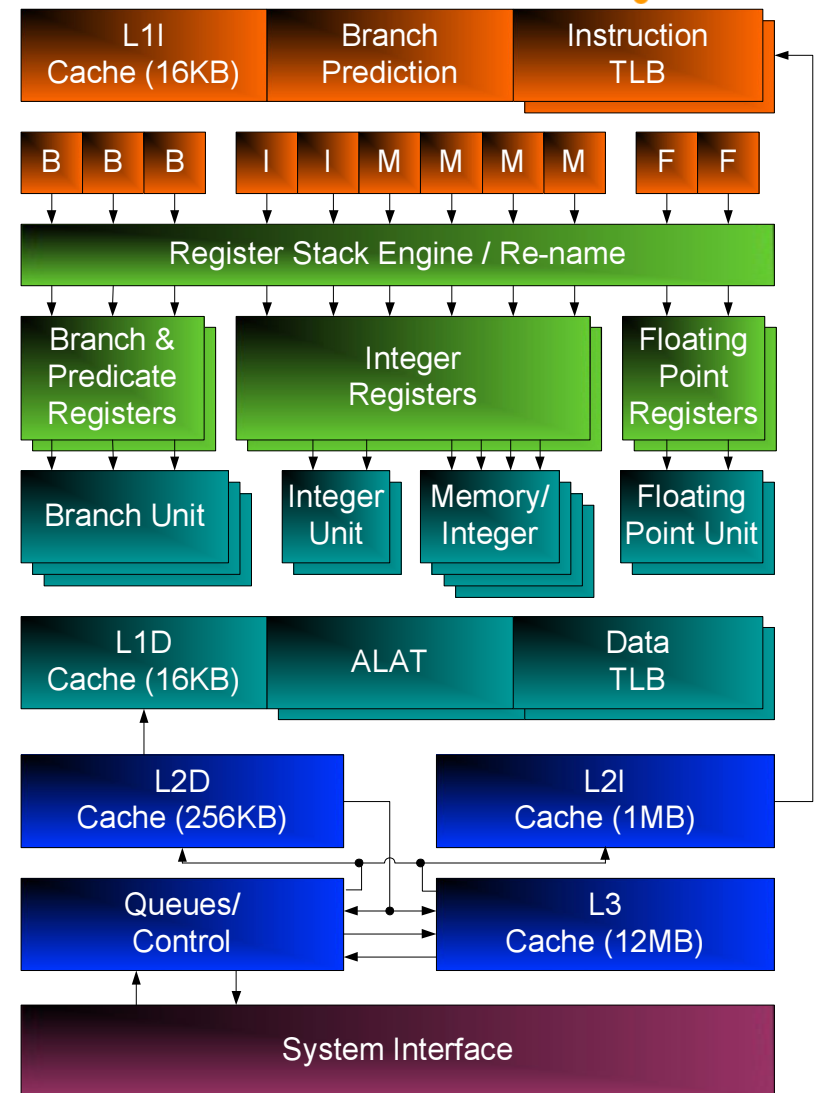 L1I
Cache (16KB)
Branch
Prediction
Instruction
TLB
B B B I I M M M M F F
Register Stack Engine / Re-name
Branch &
Predicate
Registers
Integer
Registers
Floating
Point
Registers
Branch Unit
Integer
Unit
Memory/
Integer
Floating
Point Unit
L1D
Cache (16KB)
ALAT
Data
TLB
L2D
Cache (256KB)
L2I
Cache (1MB)
Queues/
Control
L3
Cache (12MB)
System Interface